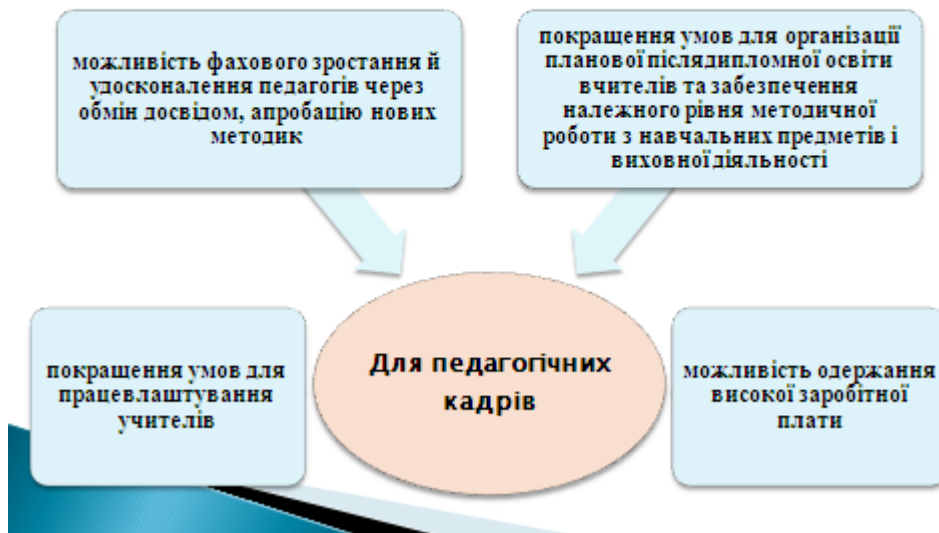 можливість фахового зростання й
удосконалення педагогів через
обмін досвідом, апробацію нових
методик
покращення умов для організації
планової післядипломної освіти
вчителів та забезпечення
належного рівня методичної
роботи з навчальних предметів і
виховної діяльності
покращення умов для
працевлаштування
учителів
Для педагогічних
кадрів
можливість одержання
високої заробітної
плати